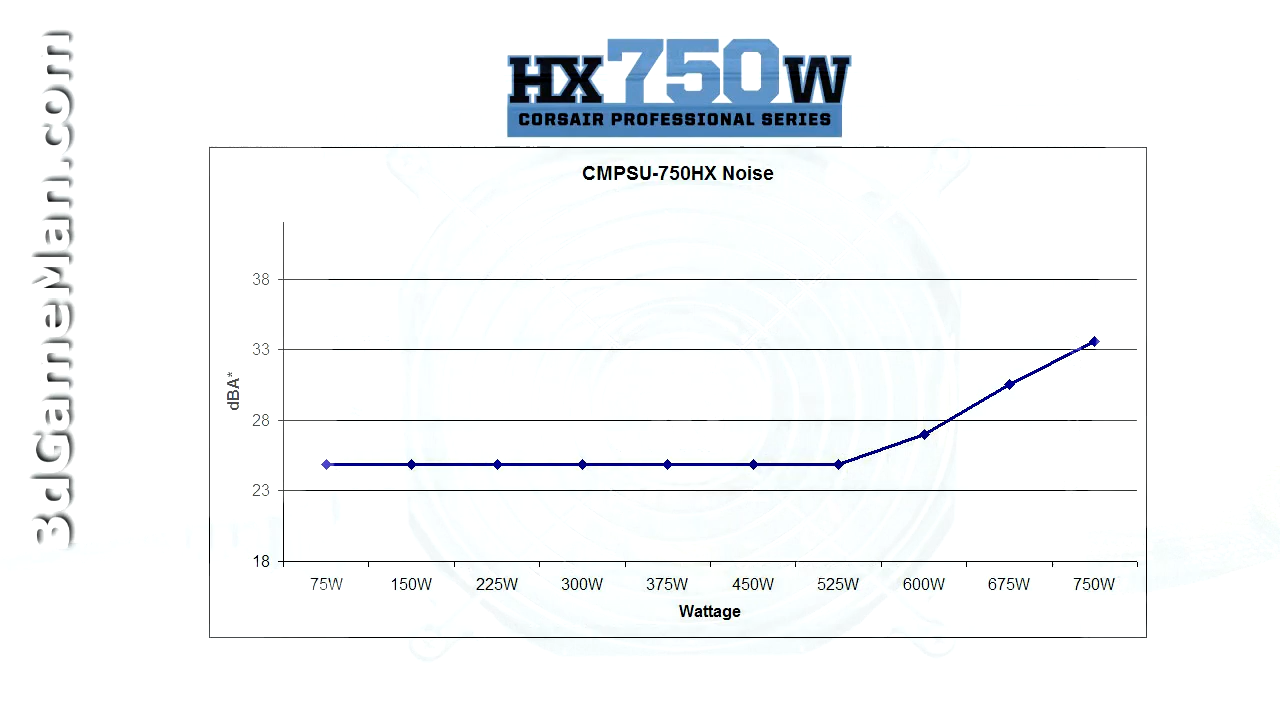 3dGameMan.com
HX750W
CORSAIR PROFESSIONAL SERIES
CMPSU-750HX Noise
38
33
28
23
18
dBA*
75W 150W 225W 300W 375W 450W 525W 600W 675W 750W
Wattage